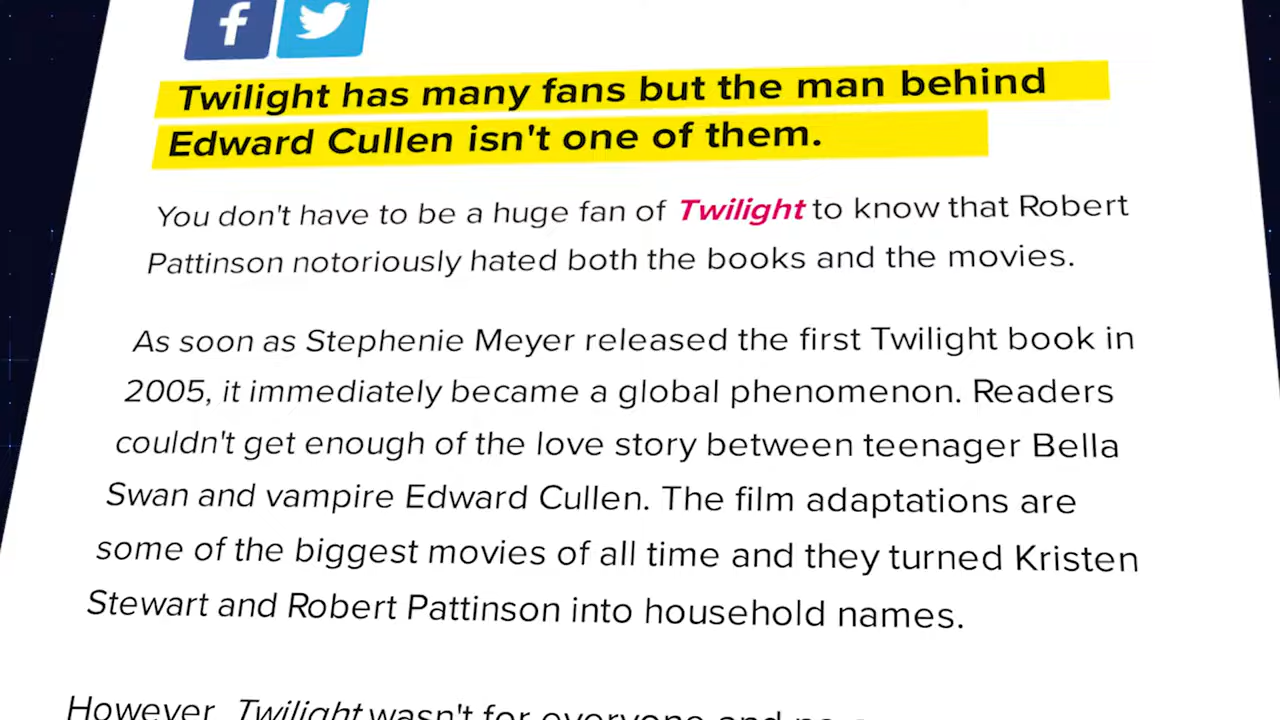 Twilight has many fans but the man behind
Edward Cullen isn't one of them.
You don't have to be a huge fan of Twilight to know that Robert
Pattinson notoriously hated both the books and the movies.
As soon as Stephenie Meyer released the first Twilight book in
2005, it immediately became a global phenomenon. Readers
couldn't get enough of the love story between teenager Bella
Swan and vampire Edward Cullen. The film adaptations are
some of the biggest movies of all time and they turned Kristen
Stewart and Robert Pattinson into household names.
However, Twilight wasn't for everyone and